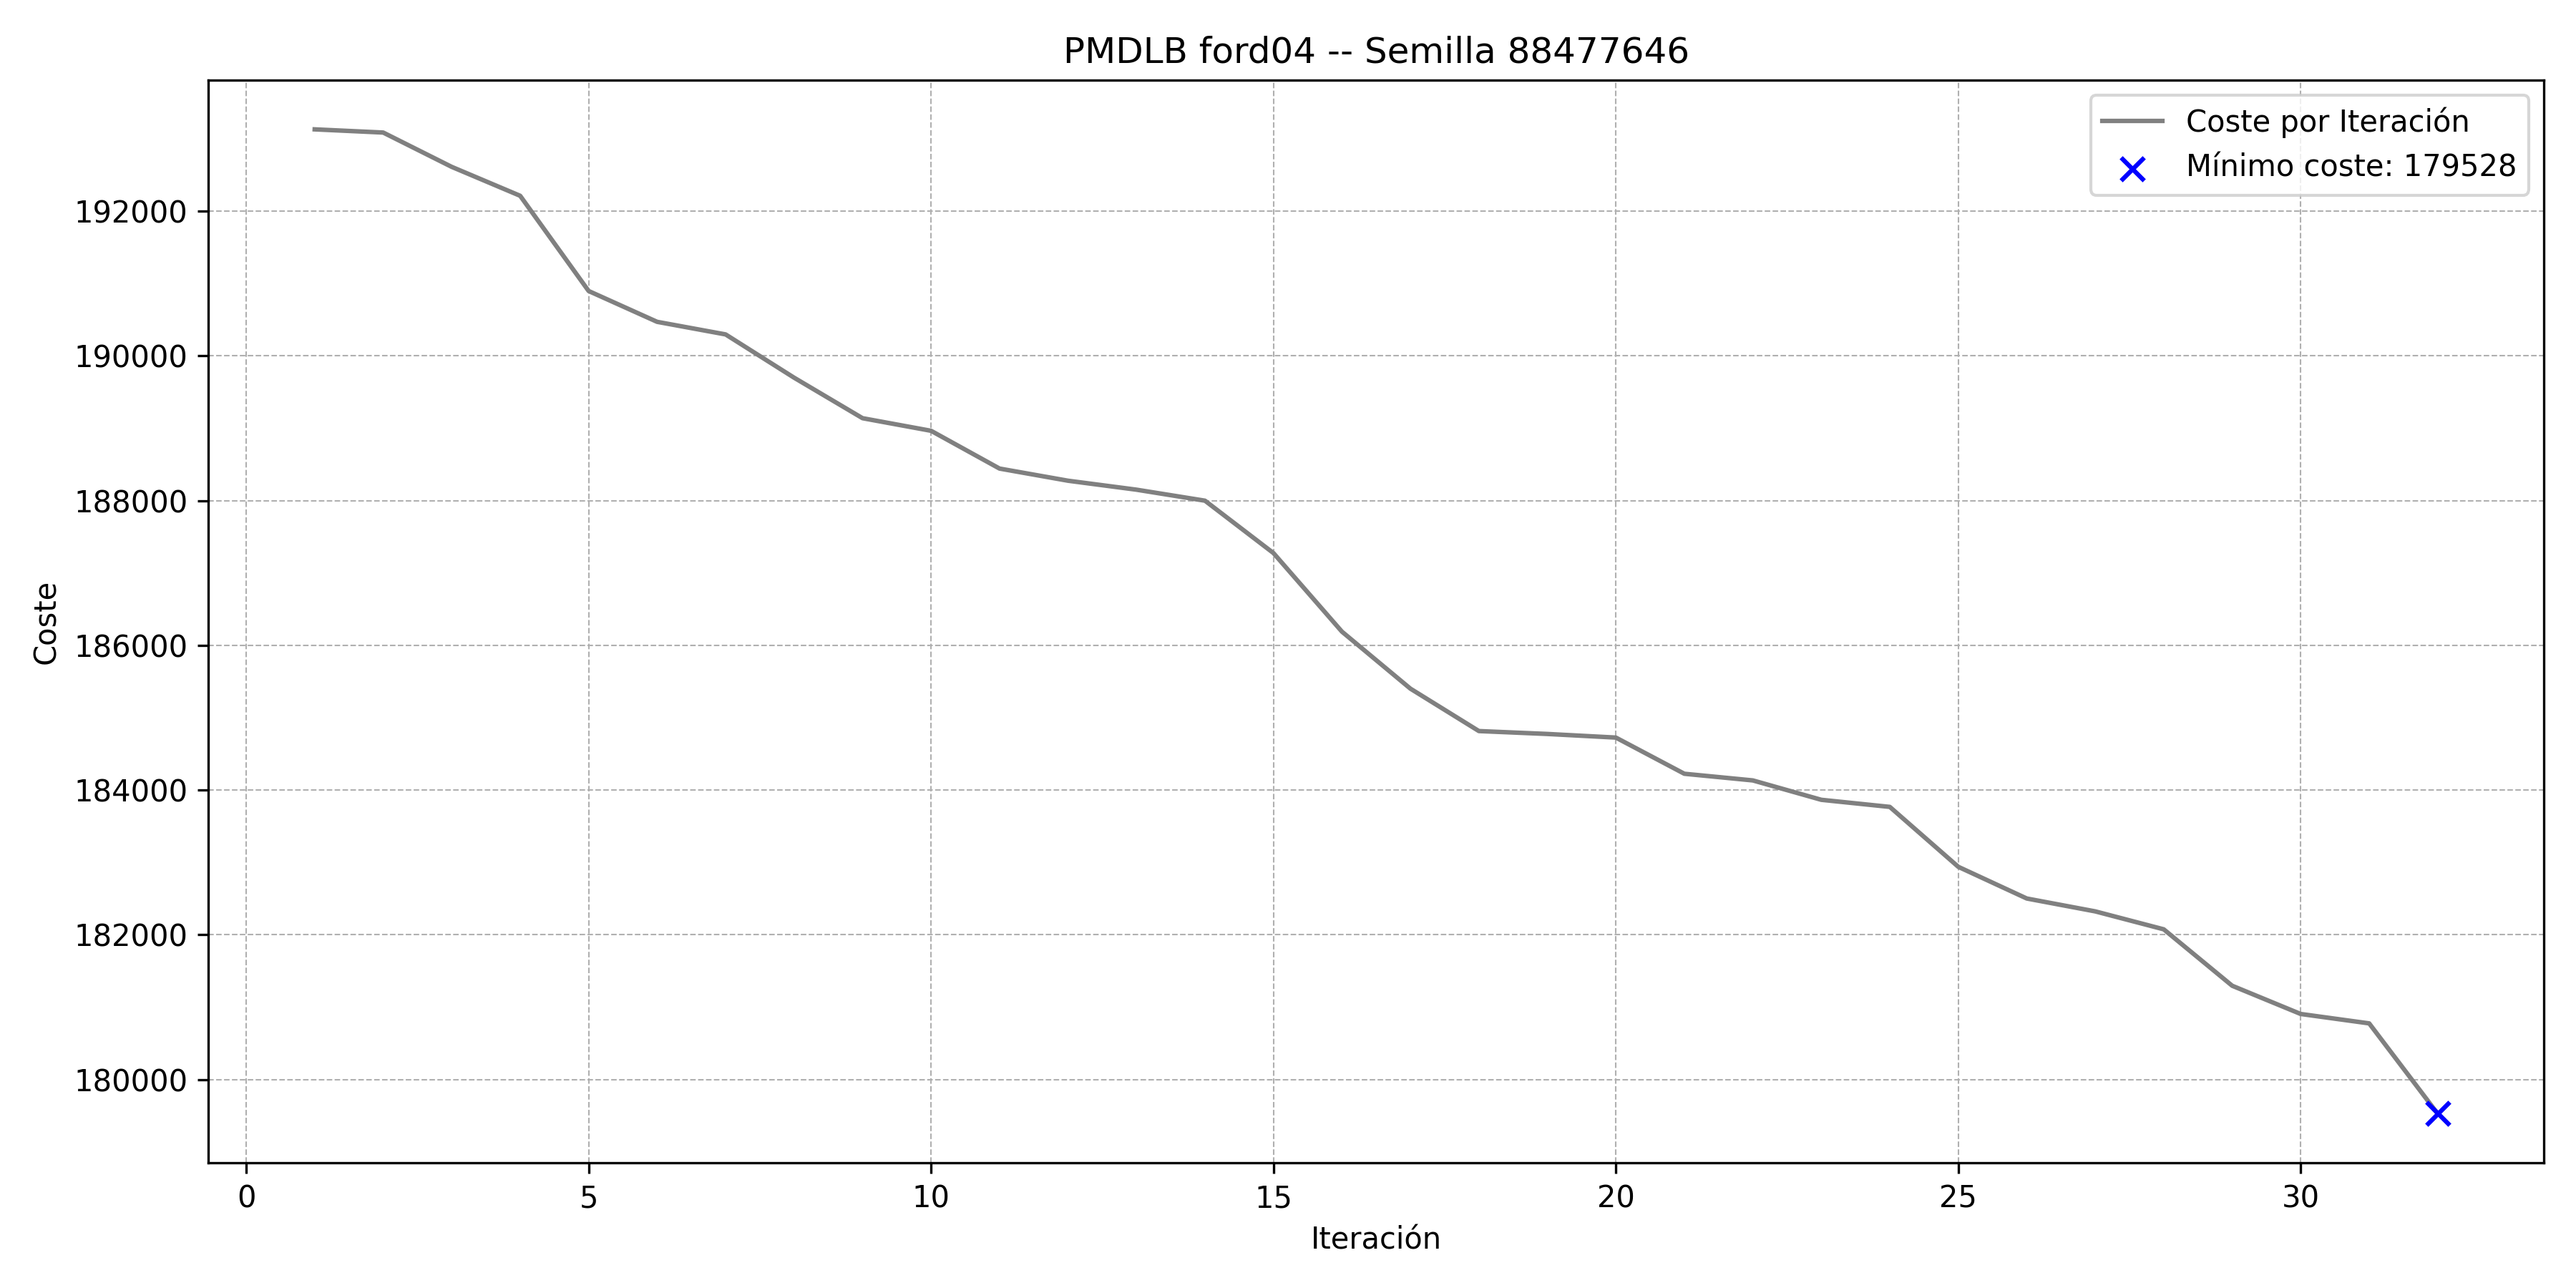 PMDLB ford04 -- Semilla 88477646
Coste por Iteración
Mínimo coste: 179528
192000
190000
188000
186000
184000
182000
180000
Coste
0 5 10 15 20 25 30
Iteración